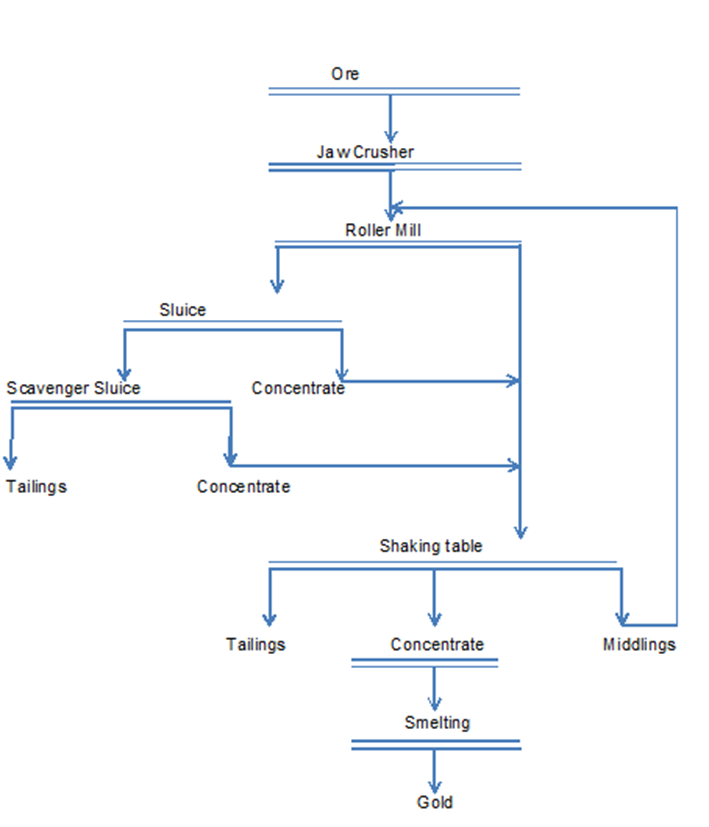 Ore
Jaw Crusher
Roller Mill
Sluice
Scavenger Sluice
Concentrate
Tailings
Concentrate
Shaking table
Tailings
Concentrate
Middlings
Smelting
Gold